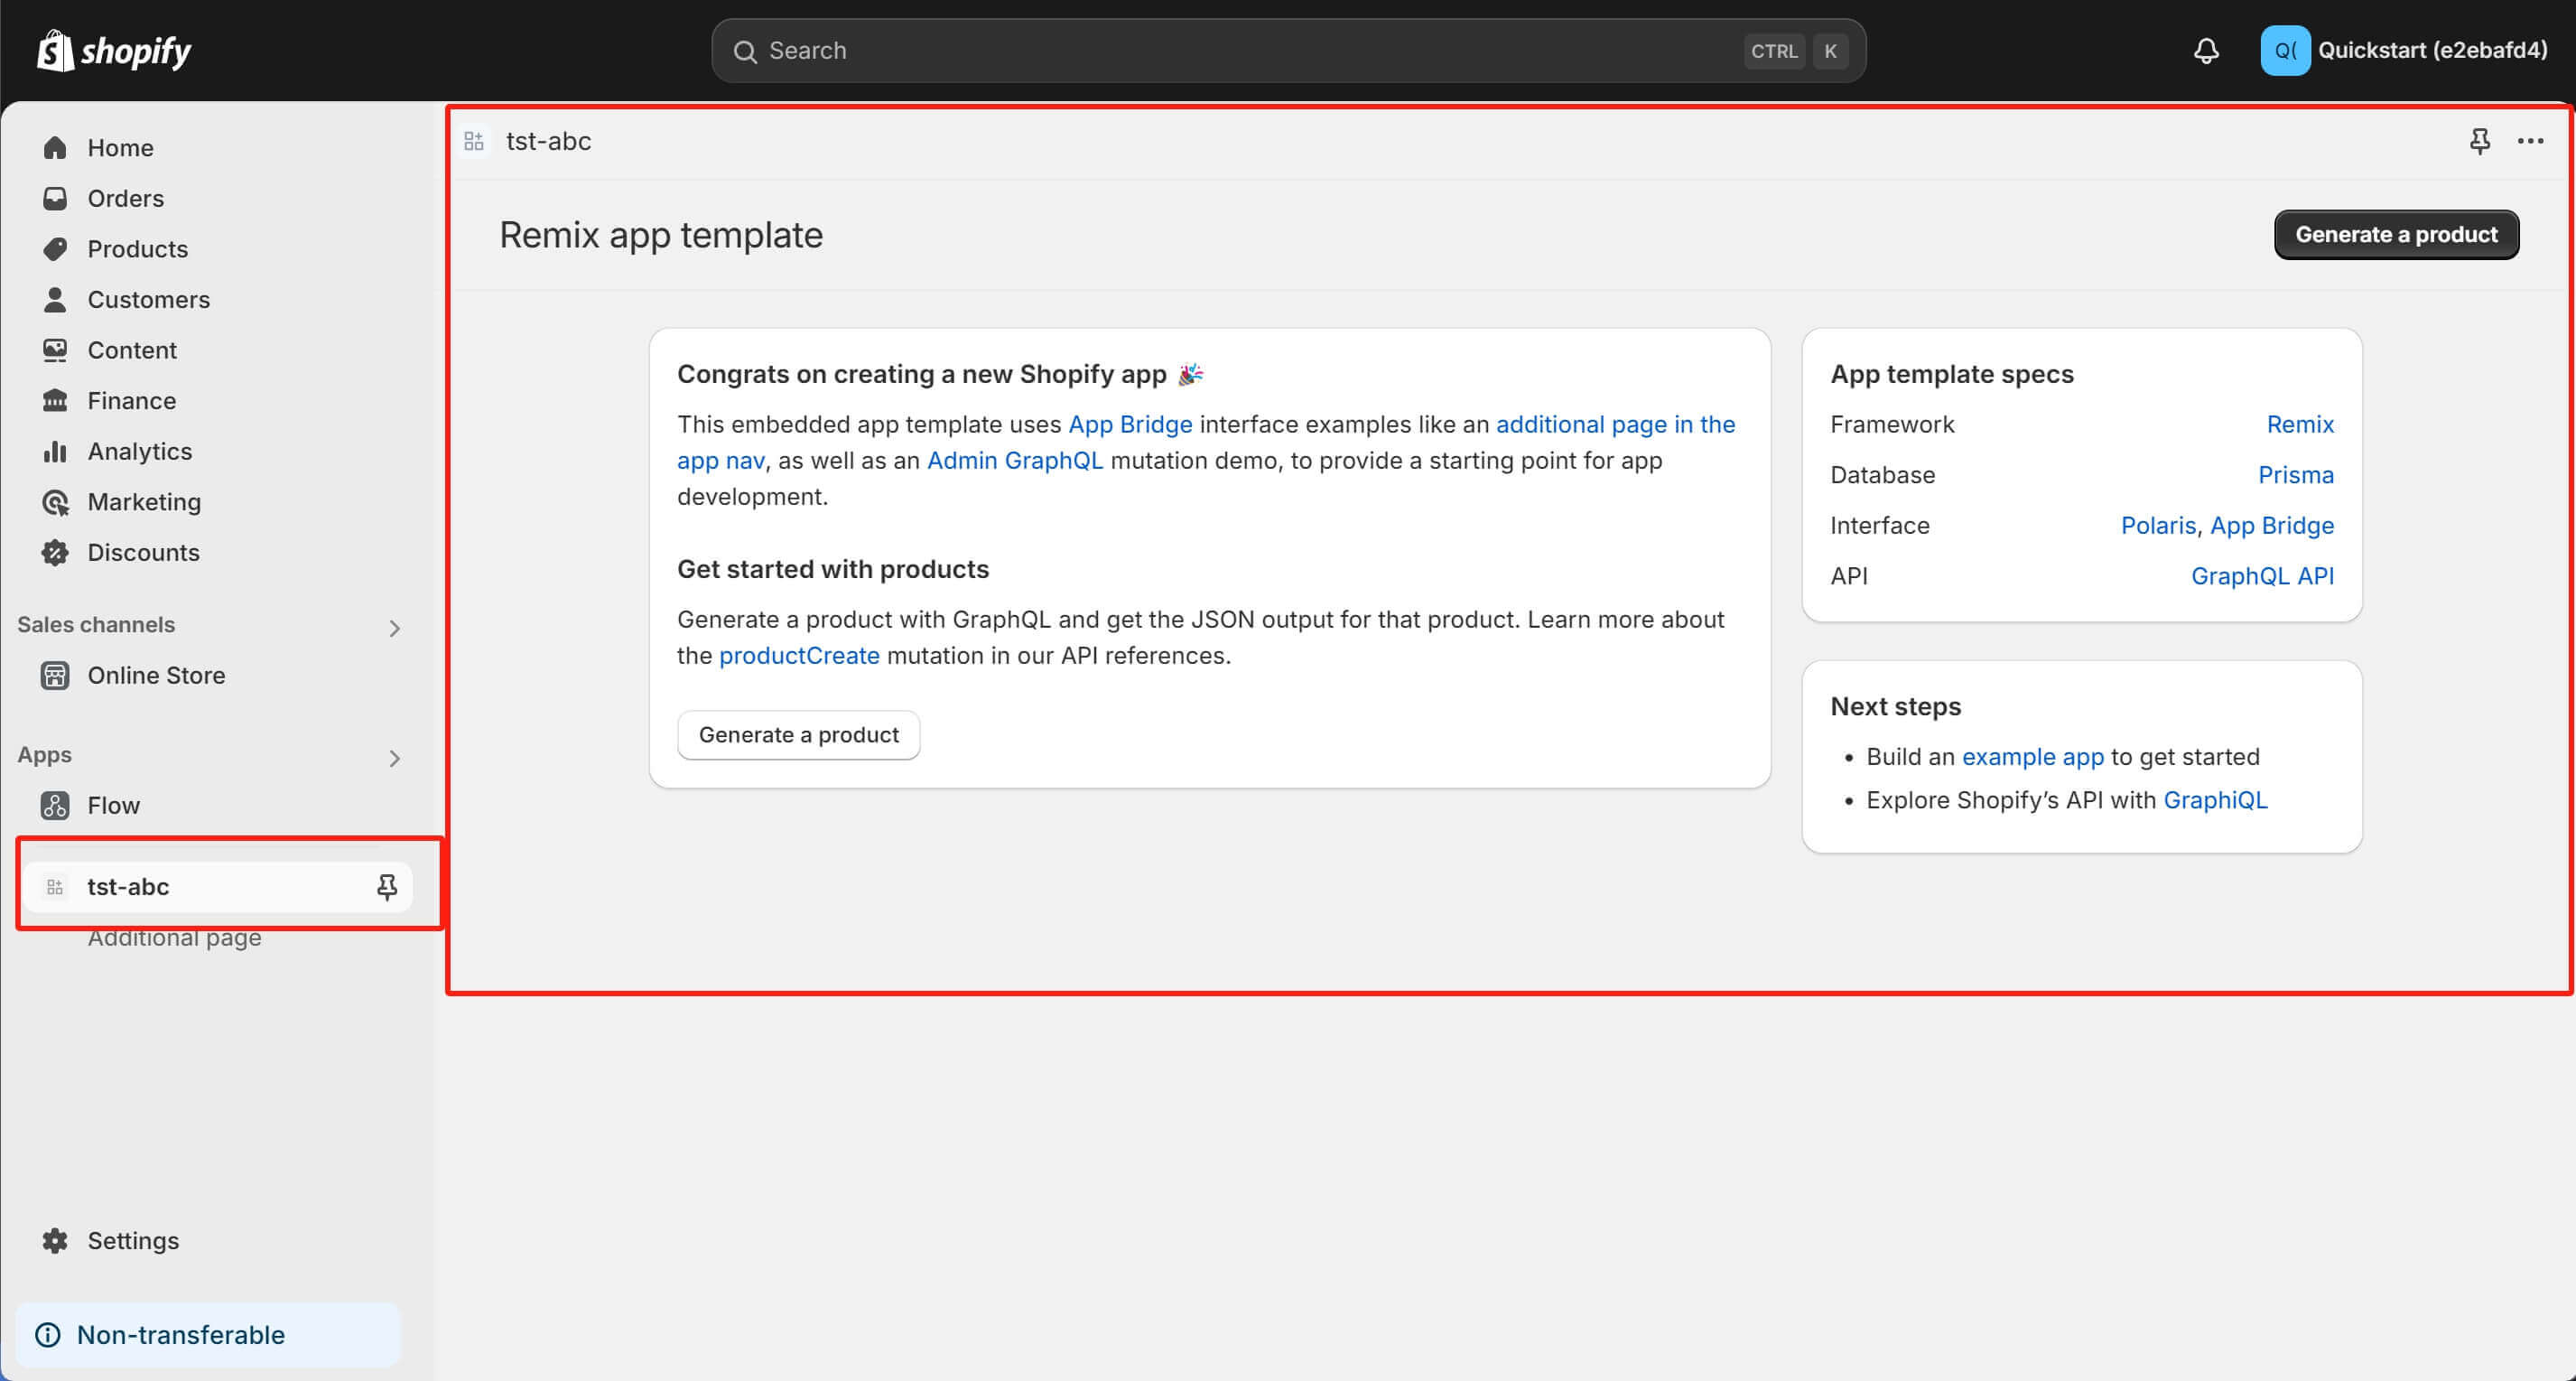 shopify
Search
CTRL K
Q(
Quickstart (e2ebafd4)
Home
Orders
Products
Customers
Content
Finance
Analytics
Marketing
Discounts
Sales channels
Online Store
Apps
Flow
tst-abc
Additional page
Settings
Non-transferable
tst-abc
Remix app template
Generate a product
Congrats on creating a new Shopify app 🎉
This embedded app template uses App Bridge interface examples like an additional page in the
app nav, as well as an Admin GraphQL mutation demo, to provide a starting point for app
development.
Get started with products
Generate a product with GraphQL and get the JSON output for that product. Learn more about
the productCreate mutation in our API references.
Generate a product
App template specs
Framework Remix
Database Prisma
Interface Polaris, App Bridge
API GraphQL API
Next steps
• Build an example app to get started
• Explore Shopify’s API with GraphiQL